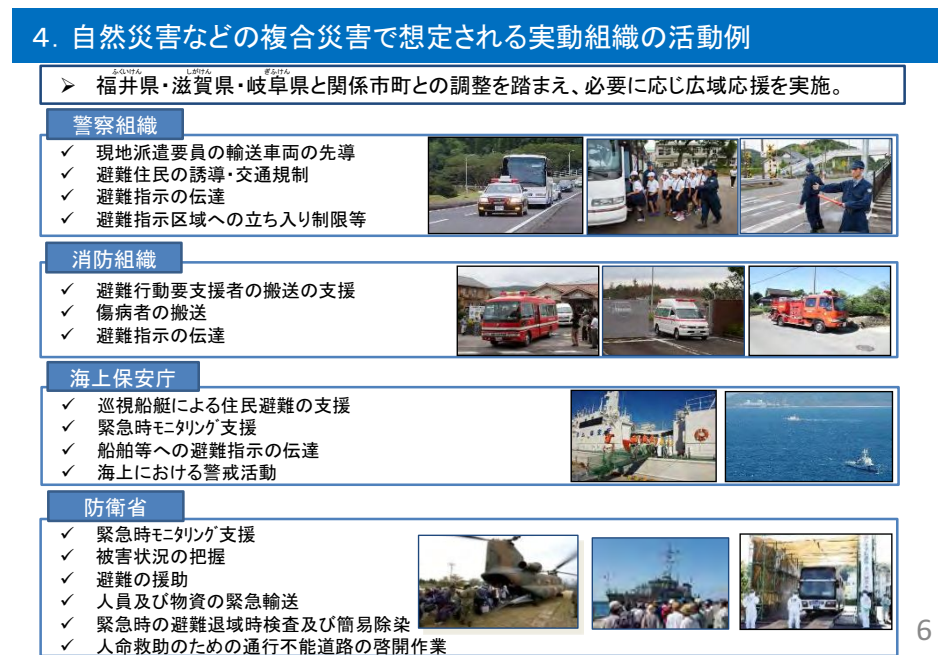 ４．自然災害などの複合災害で想定される実動組織の活動例
ふくいけん しがけん ぎふけん
➢ 福井県・滋賀県・岐阜県と関係市町との調整を踏まえ、必要に応じ広域応援を実施。
警察組織
✓ 現地派遣要員の輸送車両の先導
✓ 避難住民の誘導・交通規制
✓ 避難指示の伝達
✓ 避難指示区域への立ち入り制限等
消防組織
✓ 避難行動要支援者の搬送の支援
✓ 傷病者の搬送
✓ 避難指示の伝達
海上保安庁
✓ 巡視船艇による住民避難の支援
✓ 緊急時ﾓﾆﾀﾘﾝｸﾞ支援
✓ 船舶等への避難指示の伝達
✓ 海上における警戒活動
防衛省
✓ 緊急時ﾓﾆﾀﾘﾝｸﾞ支援
✓ 被害状況の把握
✓ 避難の援助
✓ 人員及び物資の緊急輸送
✓ 緊急時の避難退域時検査及び簡易除染
✓ 人命救助のための通行不能道路の啓開作業
6